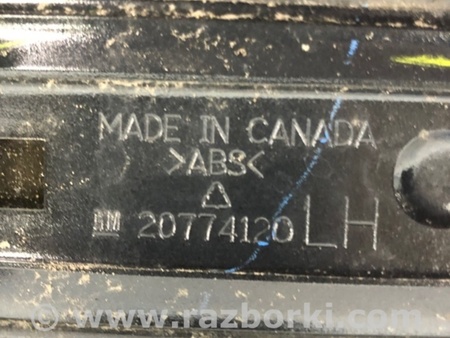 MADE IN CANADA
>ABS<
20774120 LH
© www.razborki.com